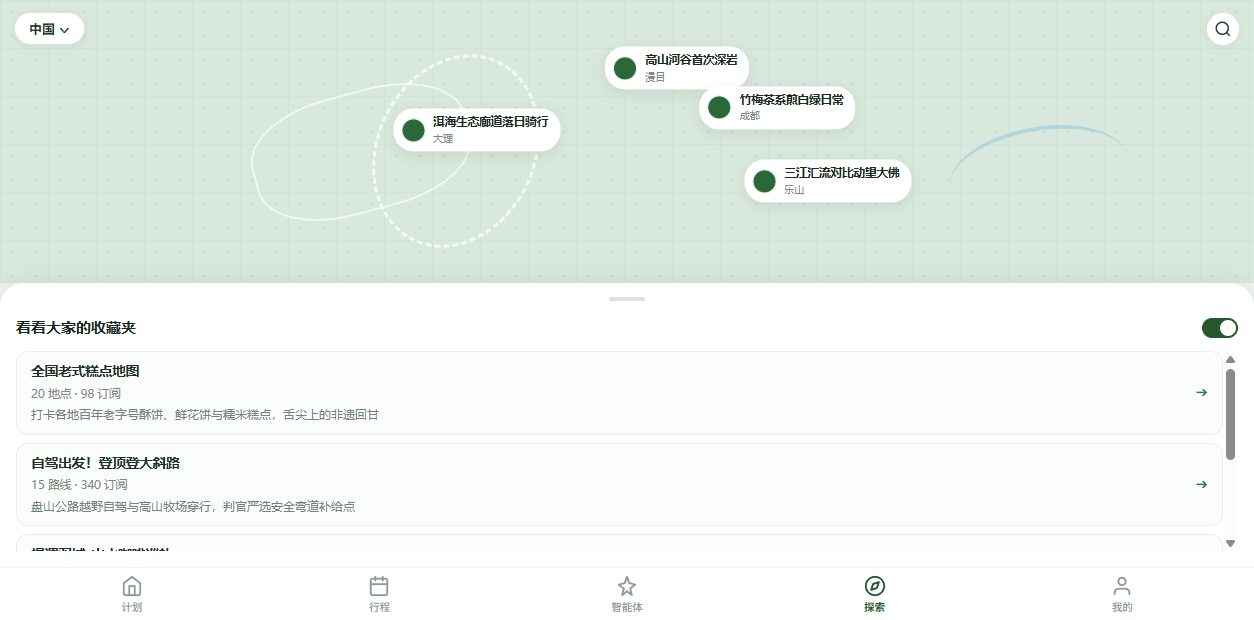 中国
高山河谷首次深岩
漫目
竹梅茶系煎白绿日常
成都
洱海生态廊道落日骑行
大理
三江汇流对比动望大佛
乐山
看看大家的收藏夹
全国老式糕点地图
20 地点 · 98 订阅
打卡各地百年老字号酥饼、鲜花饼与糯米糕点，舌尖上的非遗回甘
自驾出发！登顶登大斜路
15 路线 · 340 订阅
盘山公路越野自驾与高山牧场穿行，判官严选安全弯道补给点
计划
行程
智能体
探索
我的